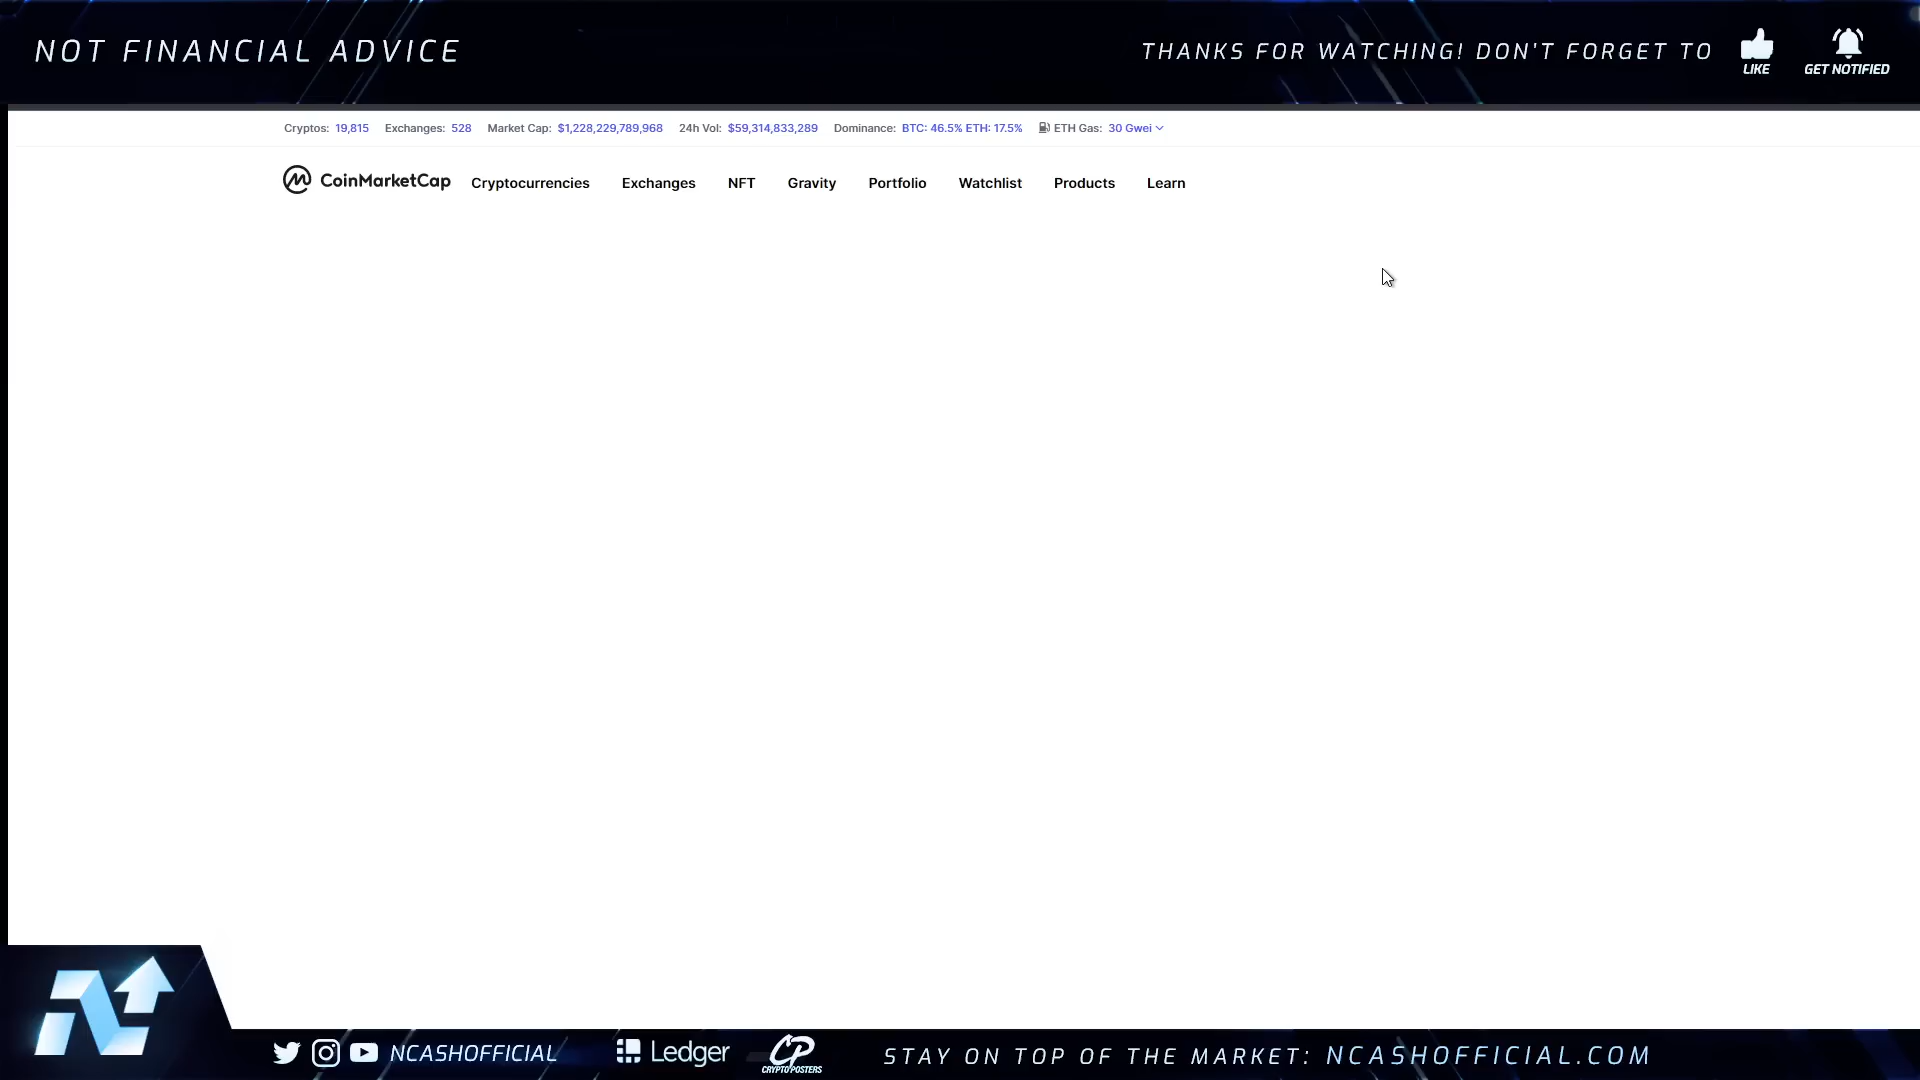 NOT FINANCIAL ADVICE
THANKS FOR WATCHING! DON'T FORGET TO
LIKE
GET NOTIFIED
Cryptos: 19,815 Exchanges: 528 Market Cap: $1,228,229,789,968 24h Vol: $59,314,833,289 Dominance: BTC: 46.5% ETH: 17.5% ETH Gas: 30 Gwei
CoinMarketCap Cryptocurrencies Exchanges NFT Gravity Portfolio Watchlist Products Learn
NCASHOFFICIAL
Ledger
CP
CRYPTOPOSTERS
STAY ON TOP OF THE MARKET: NCASHOFFICIAL.COM